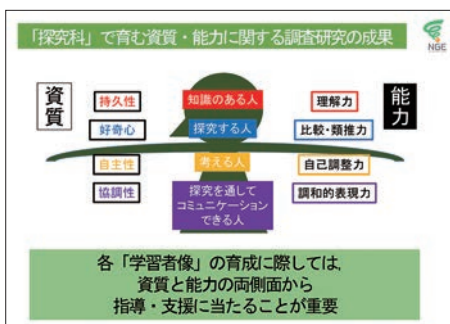 「探究科」で育む資質・能力に関する調査研究の成果
NGE
資質
能力
持久性
知識のある人
理解力
好奇心
探究する人
比較・類推力
自主性
考える人
自己調整力
協調性
探究を通して
コミュニケーション
できる人
調和的表現力
各「学習者像」の育成に際しては,
資質と能力の両側面から
指導・支援に当たることが重要